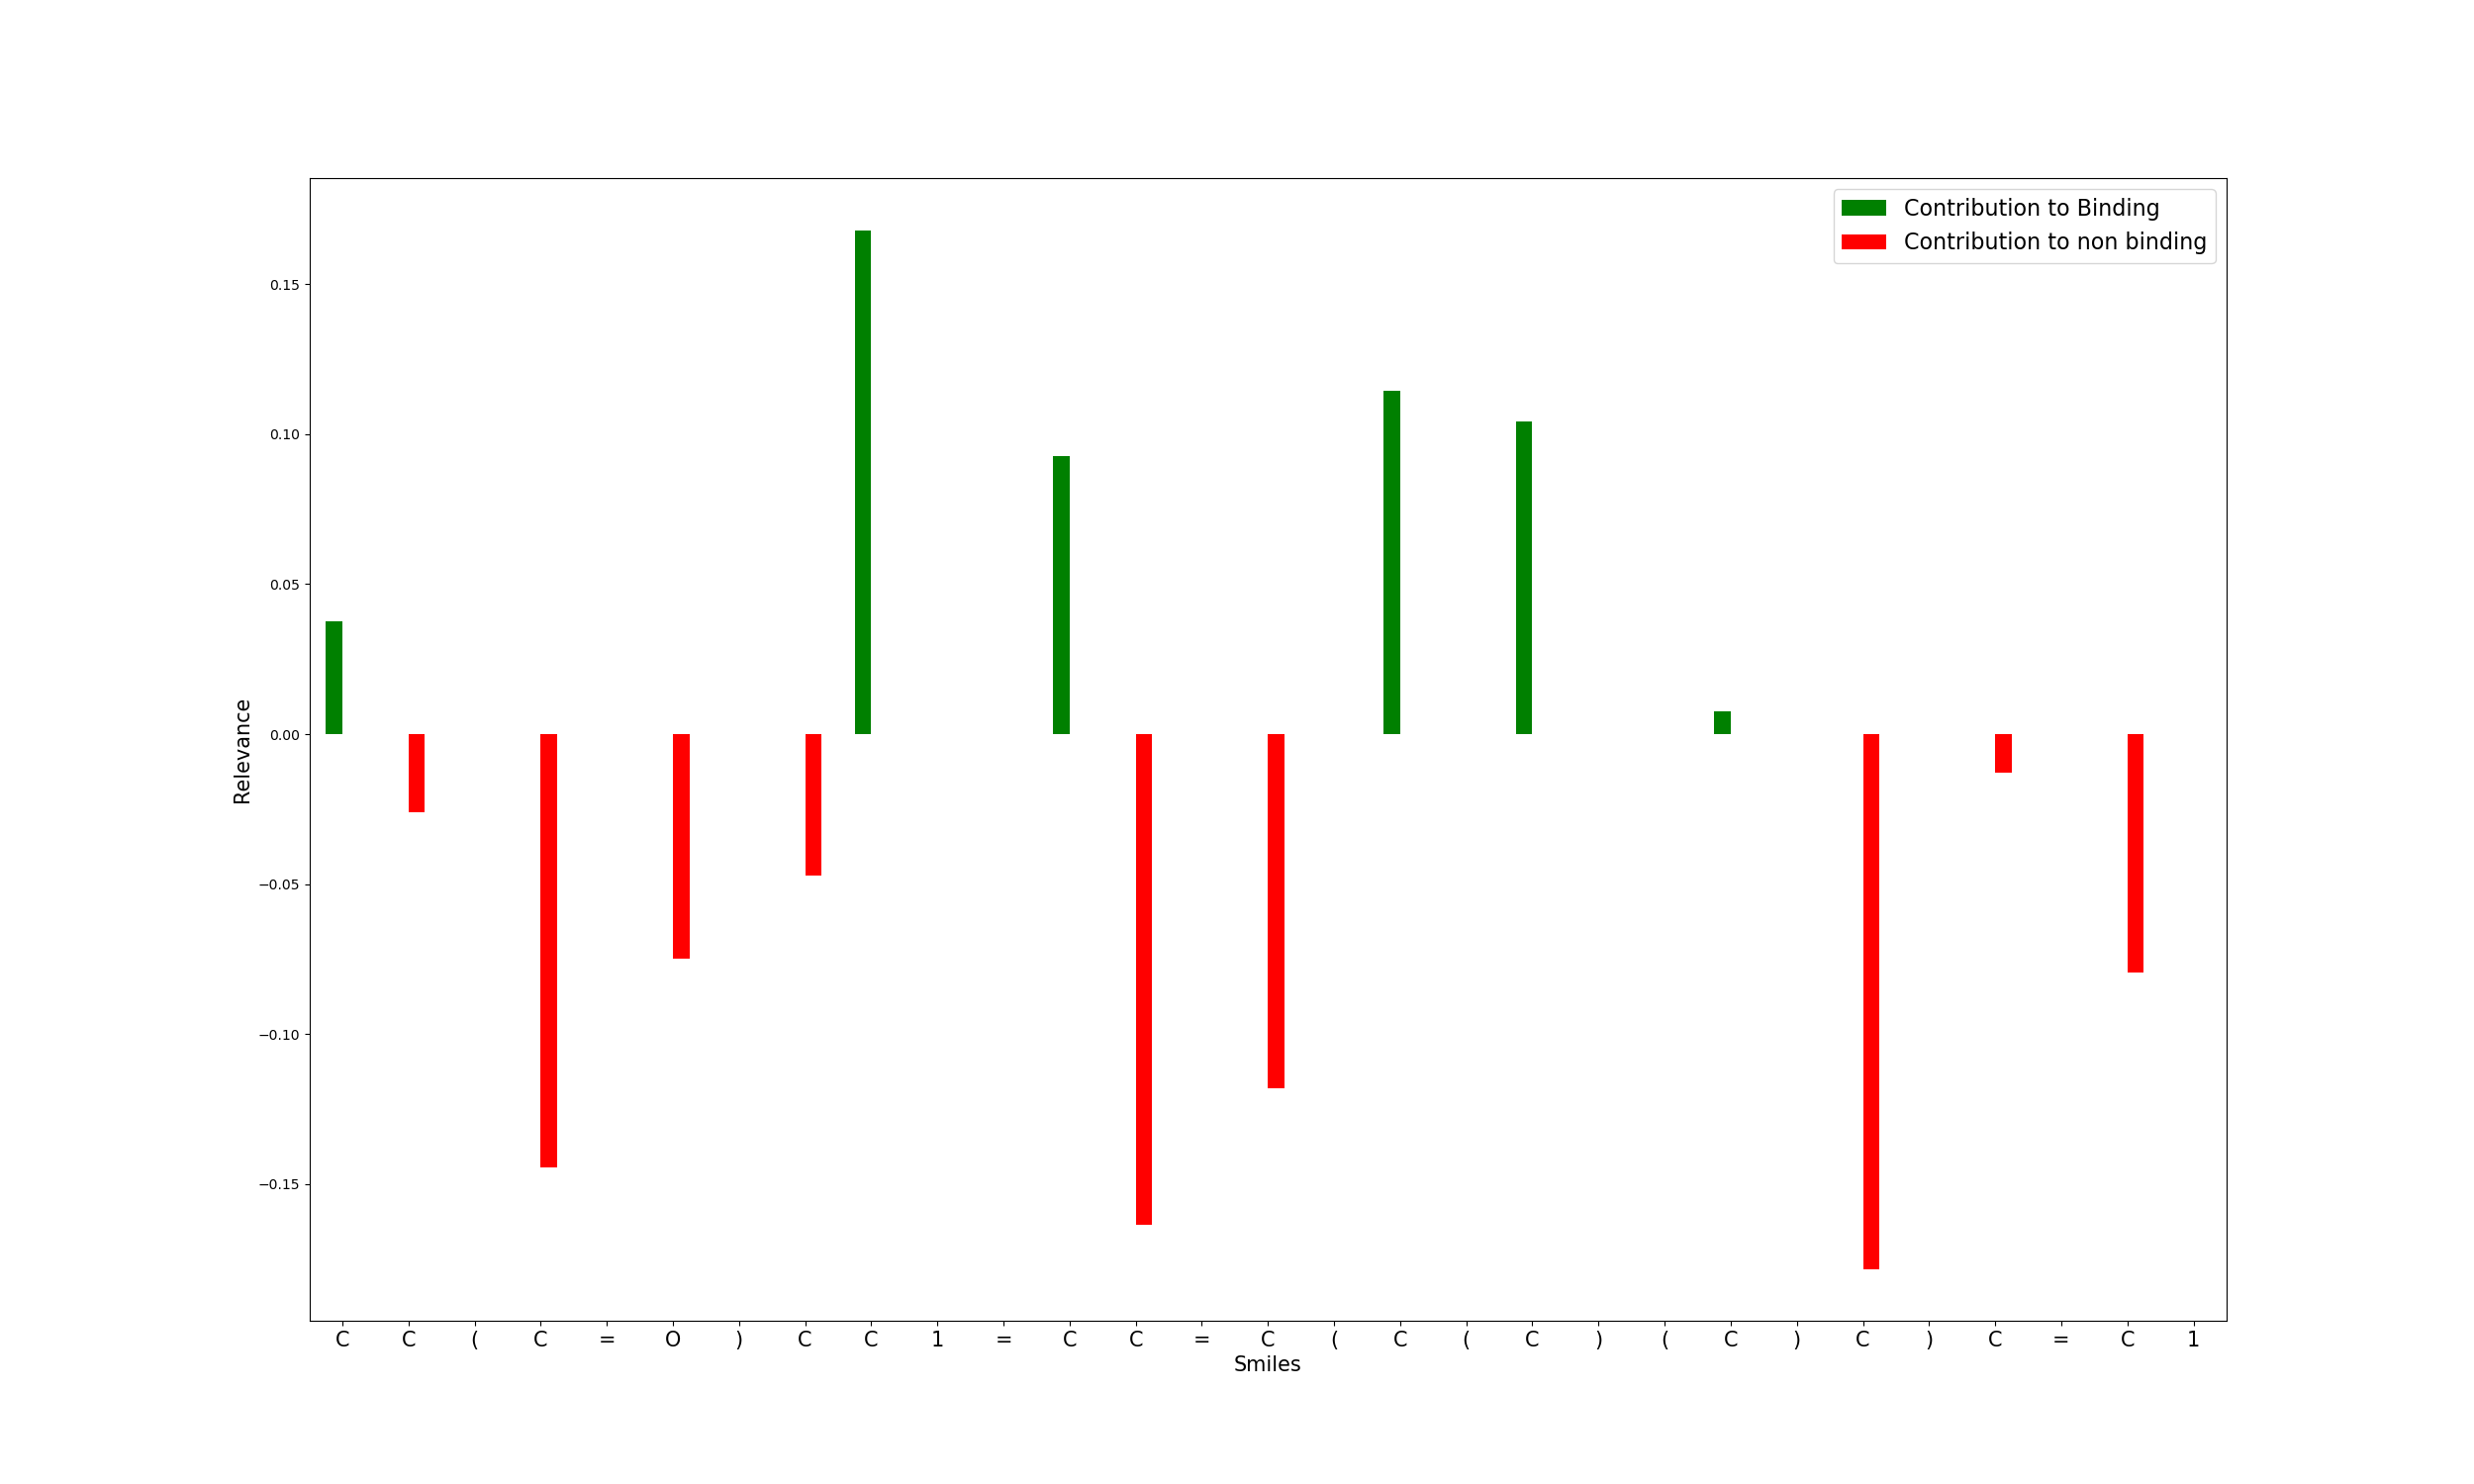 Contribution to Binding
Contribution to non binding
0.15
0.10
0.05
0.00
−0.05
−0.10
−0.15
Relevance
C C ( C = O ) C C 1 = C C = C ( C ( C ) ( C ) C ) C = C 1
Smiles